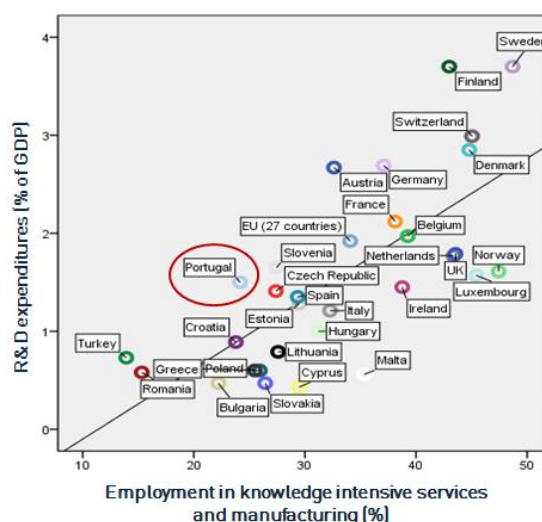 R&D expenditures (% of GDP)
4
3
2
1
0
Swede
Finland
Switzerland
Denmark
Austria
Germany
France
Belgium
EU (27 countries)
Slovenia
Netherlands
Norway
Portugal
Czech Republic
UK
Luxembourg
Spain
Ireland
Estonia
Italy
Croatia
Hungary
Turkey
Lithuania
Greece
Poland
Malta
Romania
Cyprus
Bulgaria
Slovakia
10
20
30
40
50
Employment in knowledge intensive services
and manufacturing (%)